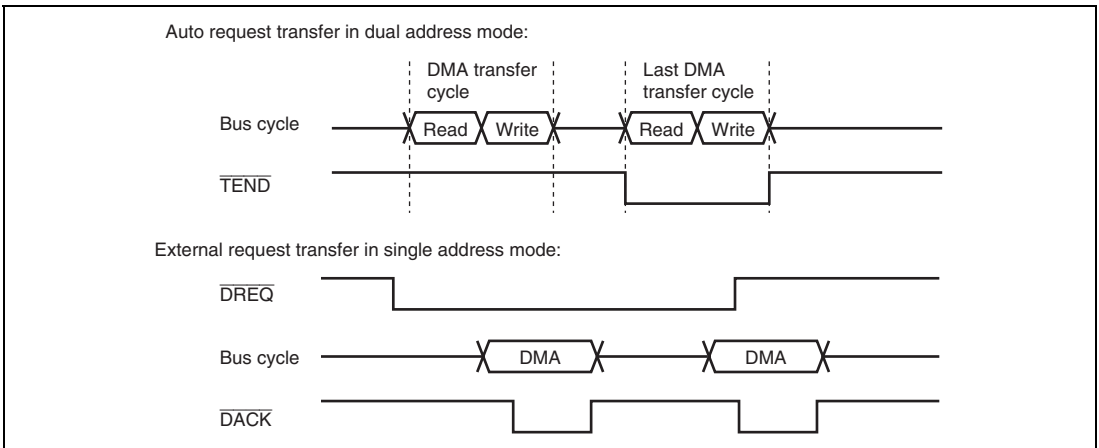 Auto request transfer in dual address mode:
DMA transfer
cycle
Last DMA
transfer cycle
Bus cycle
Read
Write
Read
Write
TEND
External request transfer in single address mode:
DREQ
Bus cycle
DMA
DMA
DACK